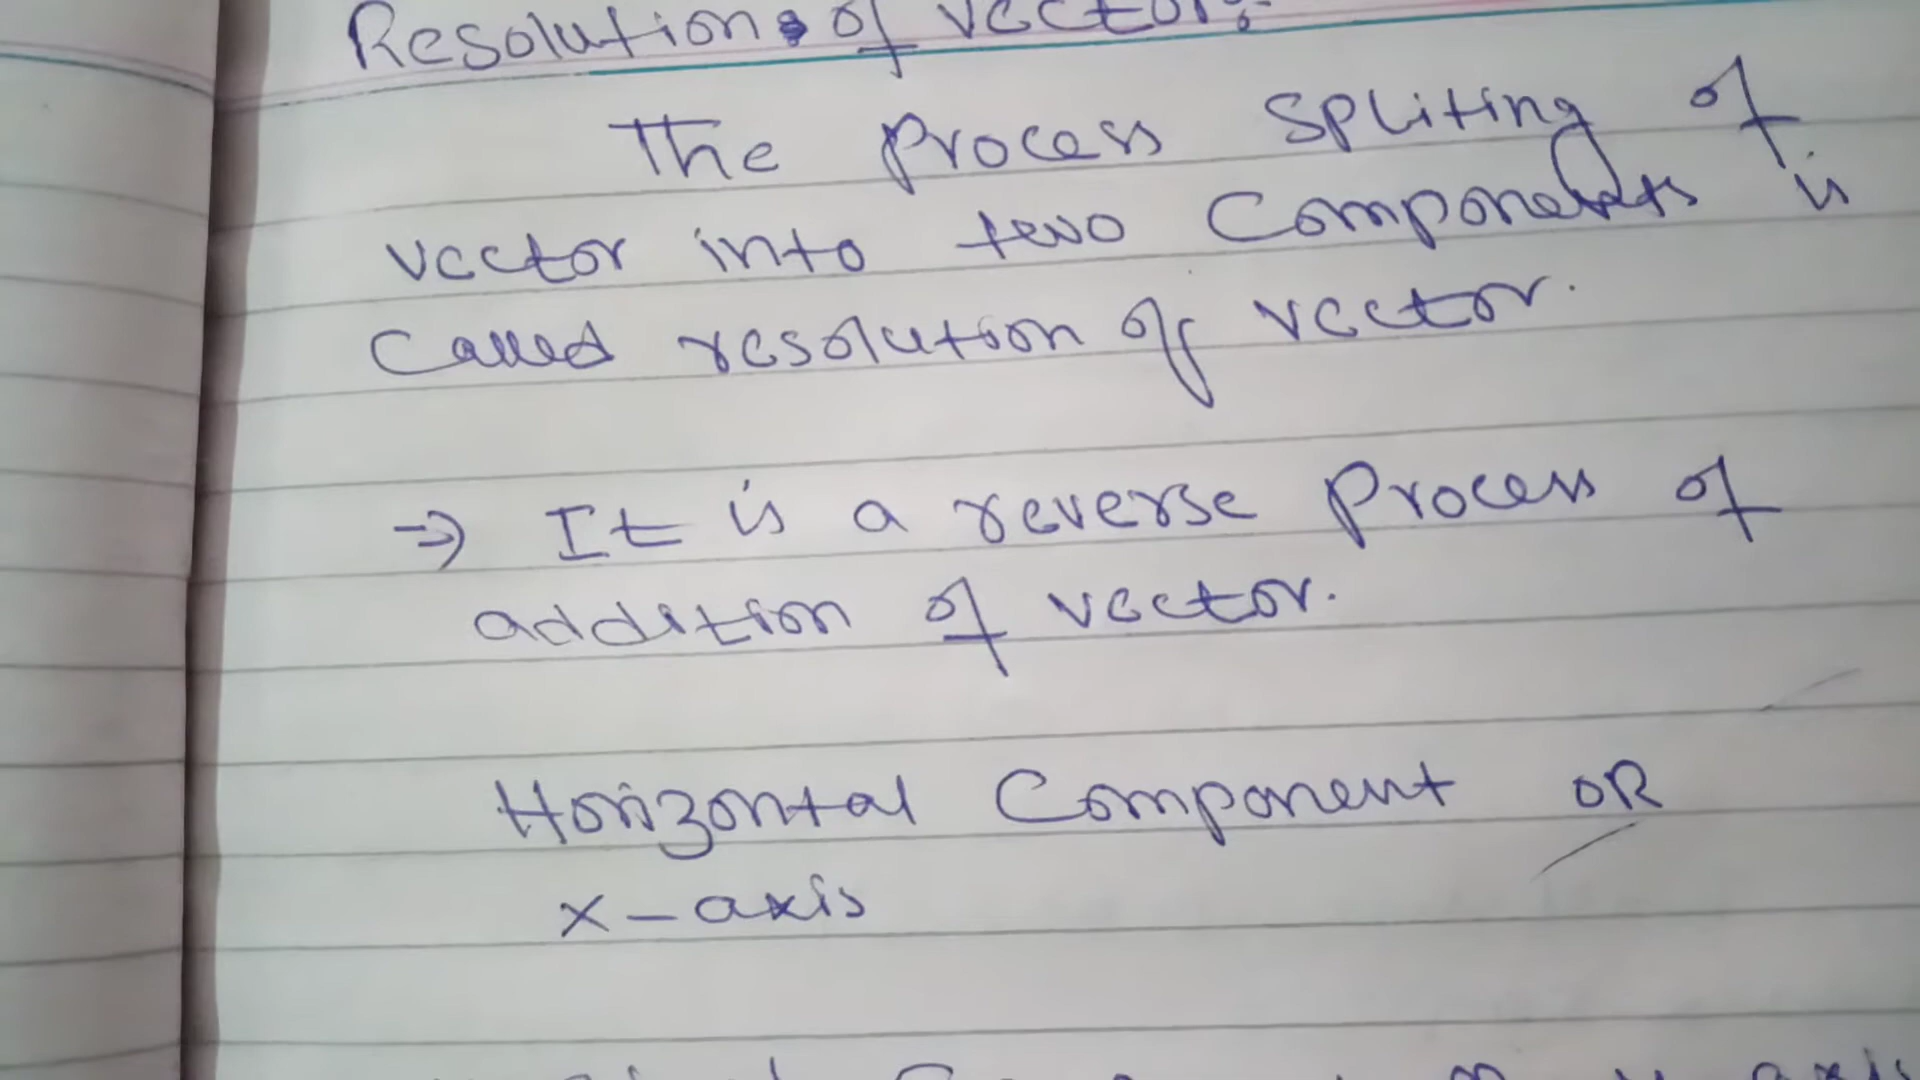 Resolution of vector:
The Process spliting of
vector into two Components is
Called resolution of vector.
⇒ It is a reverse Process of
addition of vector.
Horizontal Component OR
x-axis
axis